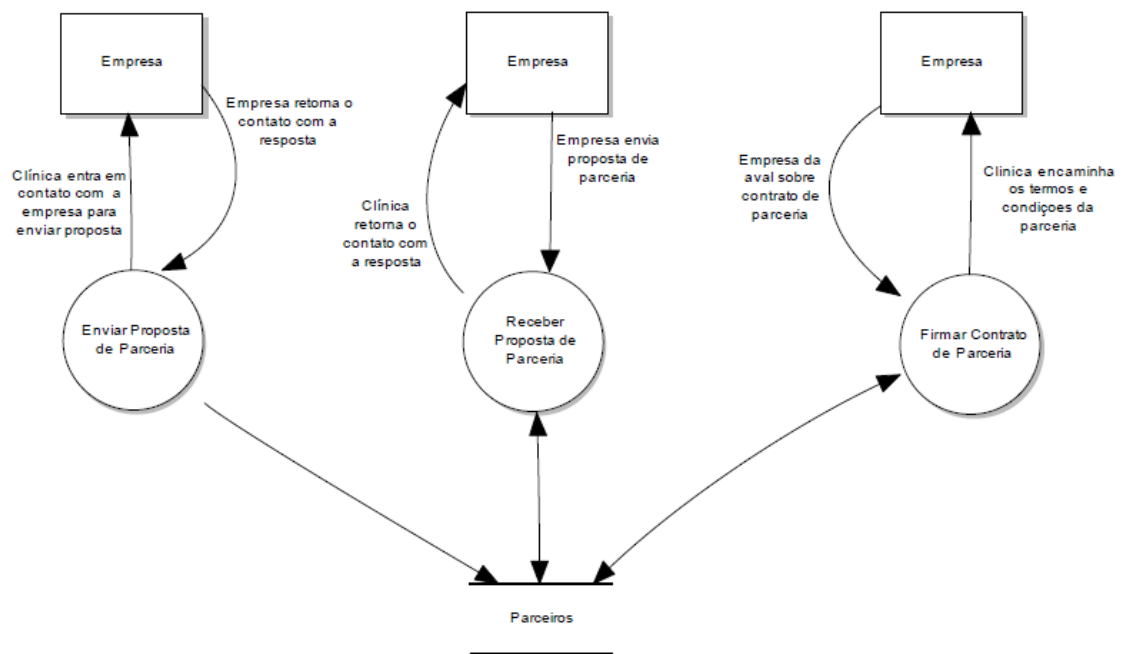 Empresa
Empresa
Empresa
Empresa retorna o
contato com a
resposta
Clínica entra em
contato com a
empresa para
enviar proposta
Empresa envia
proposta de
parceria
Clínica
retorna o
contato com
a resposta
Empresa da
aval sobre
contrato de
parceria
Clinica encaminha
os termos e
condiçoes da
parceria
Enviar Proposta
de Parceria
Receber
Proposta de
Parceria
Firmar Contrato
de Parceria
Parceiros